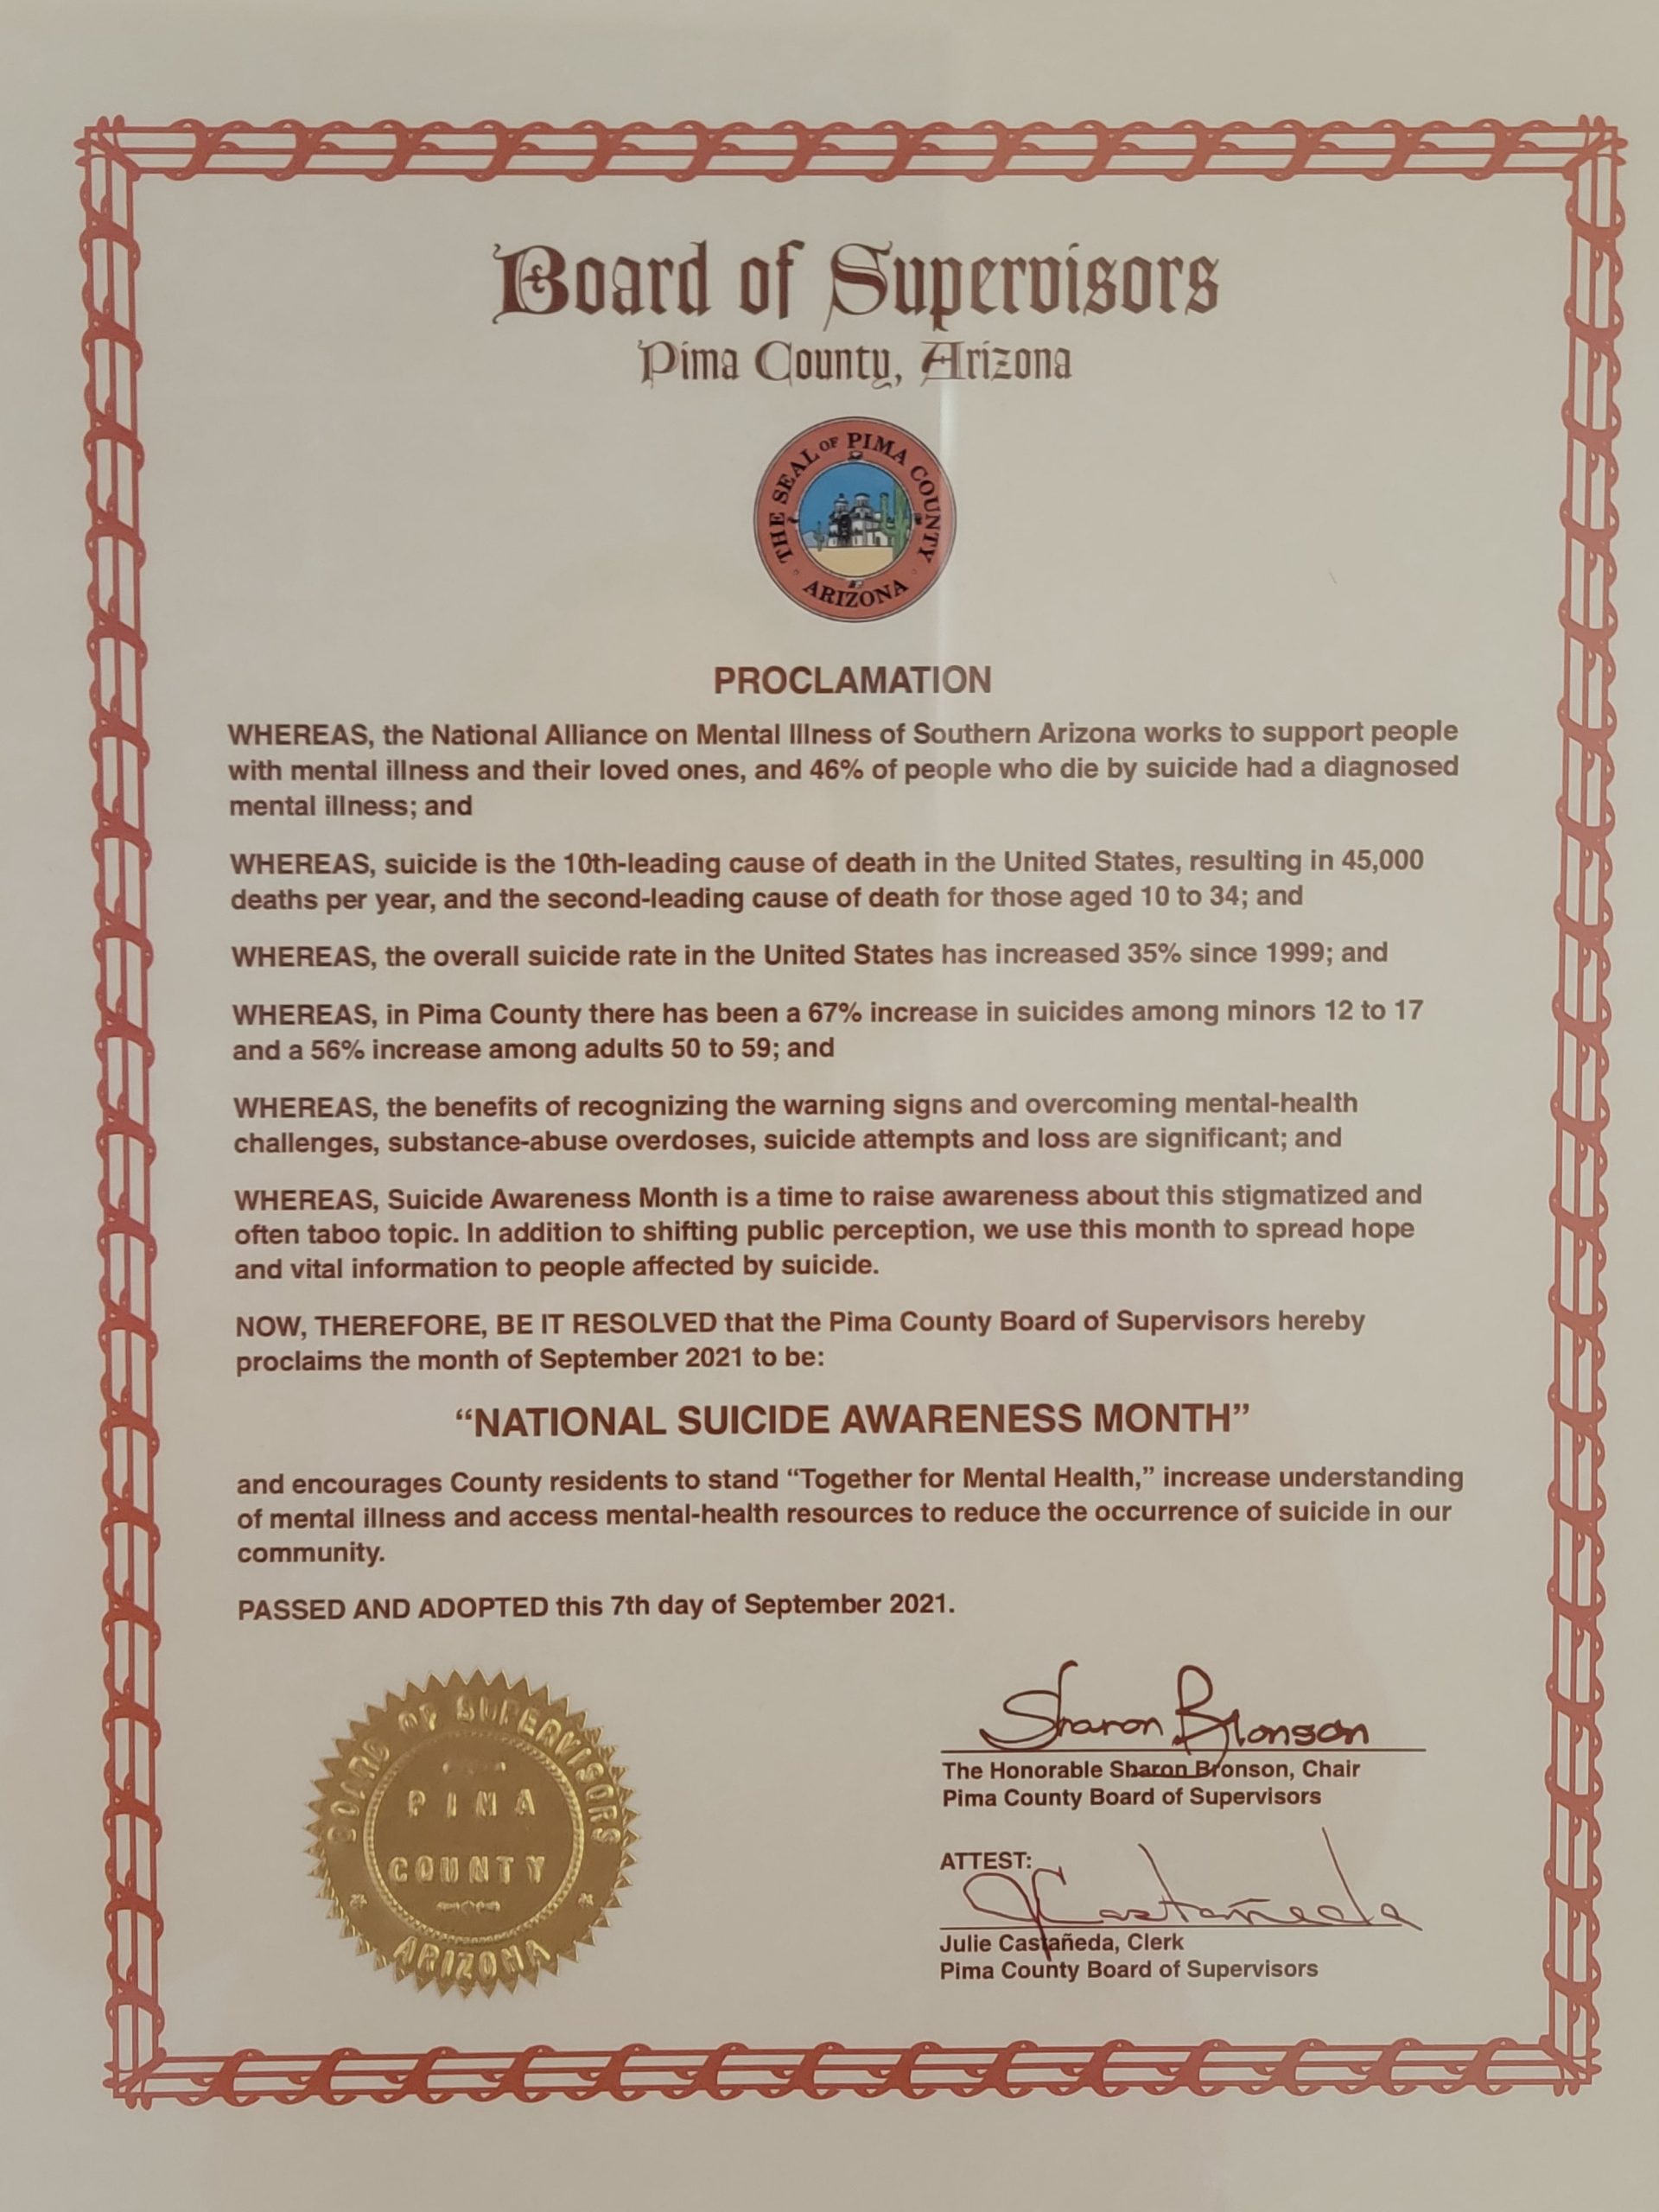 Board of Supervisors
Pima County, Arizona
THE SEAL OF PIMA COUNTY
ARIZONA
PROCLAMATION
WHEREAS, the National Alliance on Mental Illness of Southern Arizona works to support people
with mental illness and their loved ones, and 46% of people who die by suicide had a diagnosed
mental illness; and
WHEREAS, suicide is the 10th-leading cause of death in the United States, resulting in 45,000
deaths per year, and the second-leading cause of death for those aged 10 to 34; and
WHEREAS, the overall suicide rate in the United States has increased 35% since 1999; and
WHEREAS, in Pima County there has been a 67% increase in suicides among minors 12 to 17
and a 56% increase among adults 50 to 59; and
WHEREAS, the benefits of recognizing the warning signs and overcoming mental-health
challenges, substance-abuse overdoses, suicide attempts and loss are significant; and
WHEREAS, Suicide Awareness Month is a time to raise awareness about this stigmatized and
often taboo topic. In addition to shifting public perception, we use this month to spread hope
and vital information to people affected by suicide.
NOW, THEREFORE, BE IT RESOLVED that the Pima County Board of Supervisors hereby
proclaims the month of September 2021 to be:
“NATIONAL SUICIDE AWARENESS MONTH”
and encourages County residents to stand “Together for Mental Health,” increase understanding
of mental illness and access mental-health resources to reduce the occurrence of suicide in our
community.
PASSED AND ADOPTED this 7th day of September 2021.
BOARD OF SUPERVISORS
PIMA
COUNTY
ARIZONA
Sharon Bronson
The Honorable Sharon Bronson, Chair
Pima County Board of Supervisors
ATTEST:
JCastañeda
Julie Castañeda, Clerk
Pima County Board of Supervisors